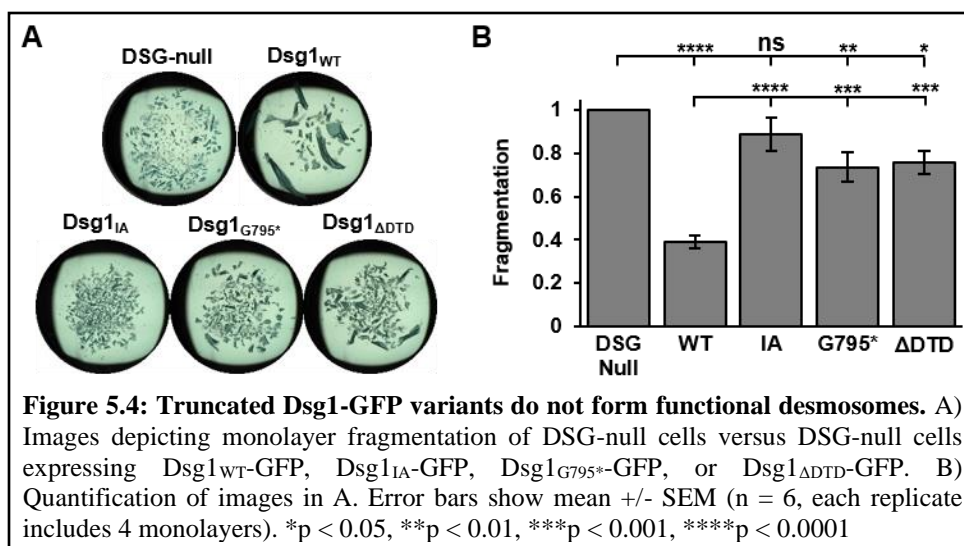 A
DSG-null Dsg1WT
Dsg1IA Dsg1G795* Dsg1ΔDTD
B
**** ns ** *
**** *** ***
Fragmentation
1
0.8
0.6
0.4
0.2
0
DSG WT IA G795* ΔDTD
Null
Figure 5.4: Truncated Dsg1-GFP variants do not form functional desmosomes. A)
Images depicting monolayer fragmentation of DSG-null cells versus DSG-null cells
expressing Dsg1WT-GFP, Dsg1IA-GFP, Dsg1G795*-GFP, or Dsg1ΔDTD-GFP. B)
Quantification of images in A. Error bars show mean +/- SEM (n = 6, each replicate
includes 4 monolayers). *p < 0.05, **p < 0.01, ***p < 0.001, ****p < 0.0001